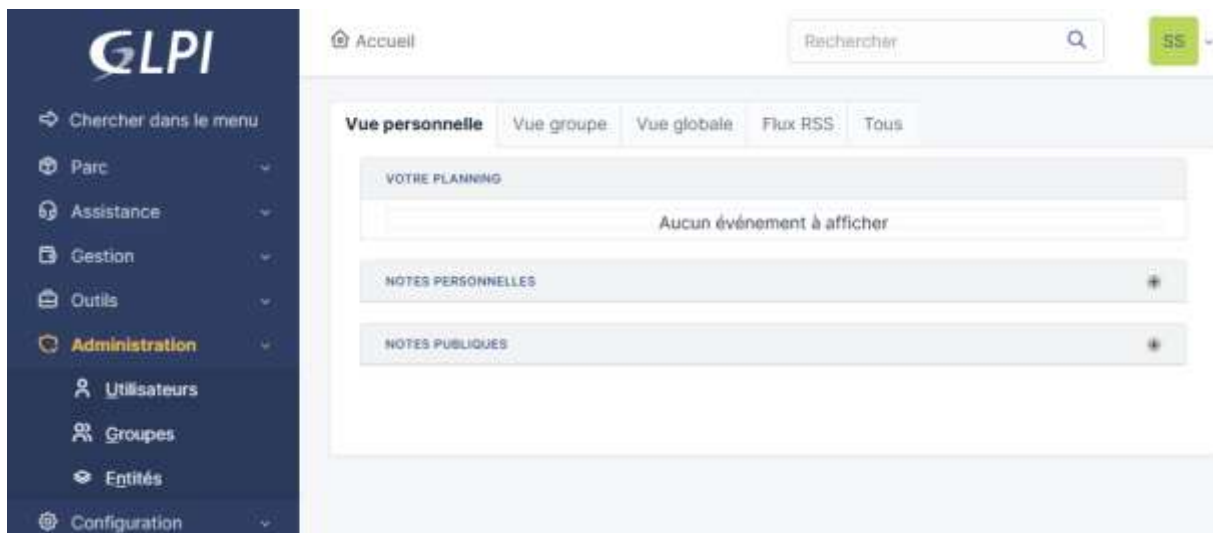 GLPI
Chercher dans le menu
Parc
Assistance
Gestion
Outils
Administration
Utilisateurs
Groupes
Entités
Configuration
Accueil
Rechercher
SS
Vue personnelle
Vue groupe
Vue globale
Flux RSS
Tous
VOTRE PLANNING
Aucun événement à afficher
NOTES PERSONNELLES
NOTES PUBLIQUES